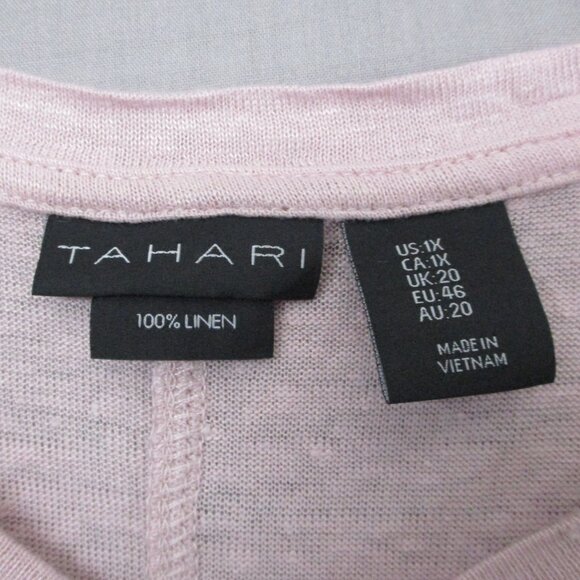 TAHARI
100% LINEN
US:1X
CA:1X
UK:20
EU:46
AU:20
MADE IN
VIETNAM